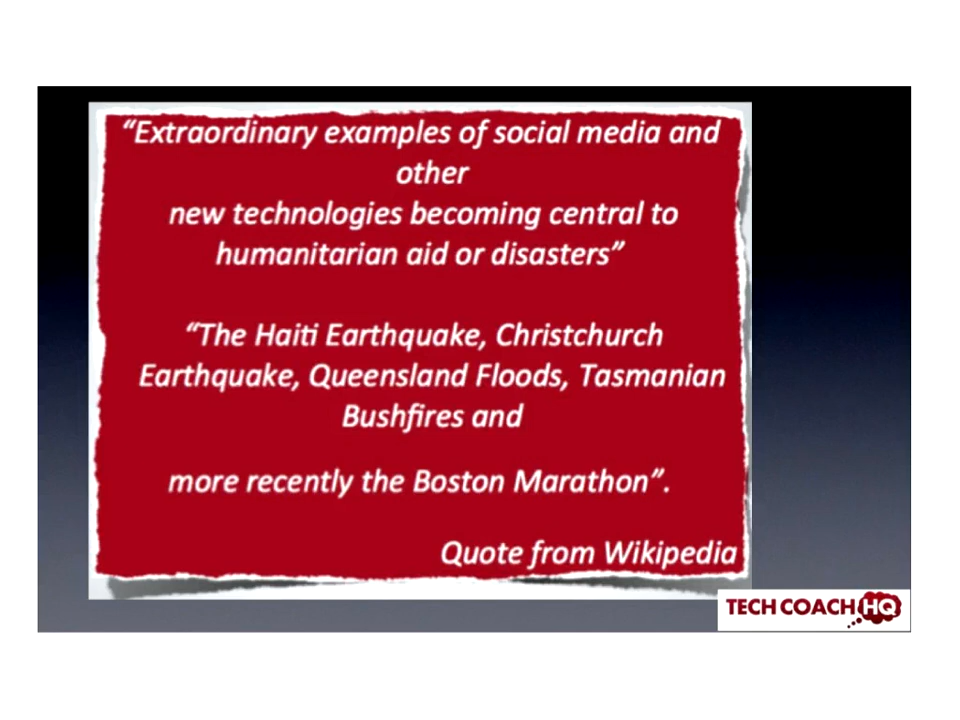 “Extraordinary examples of social media and
other
new technologies becoming central to
humanitarian aid or disasters”
“The Haiti Earthquake, Christchurch
Earthquake, Queensland Floods, Tasmanian
Bushfires and
more recently the Boston Marathon”.
Quote from Wikipedia
TECH COACH HQ